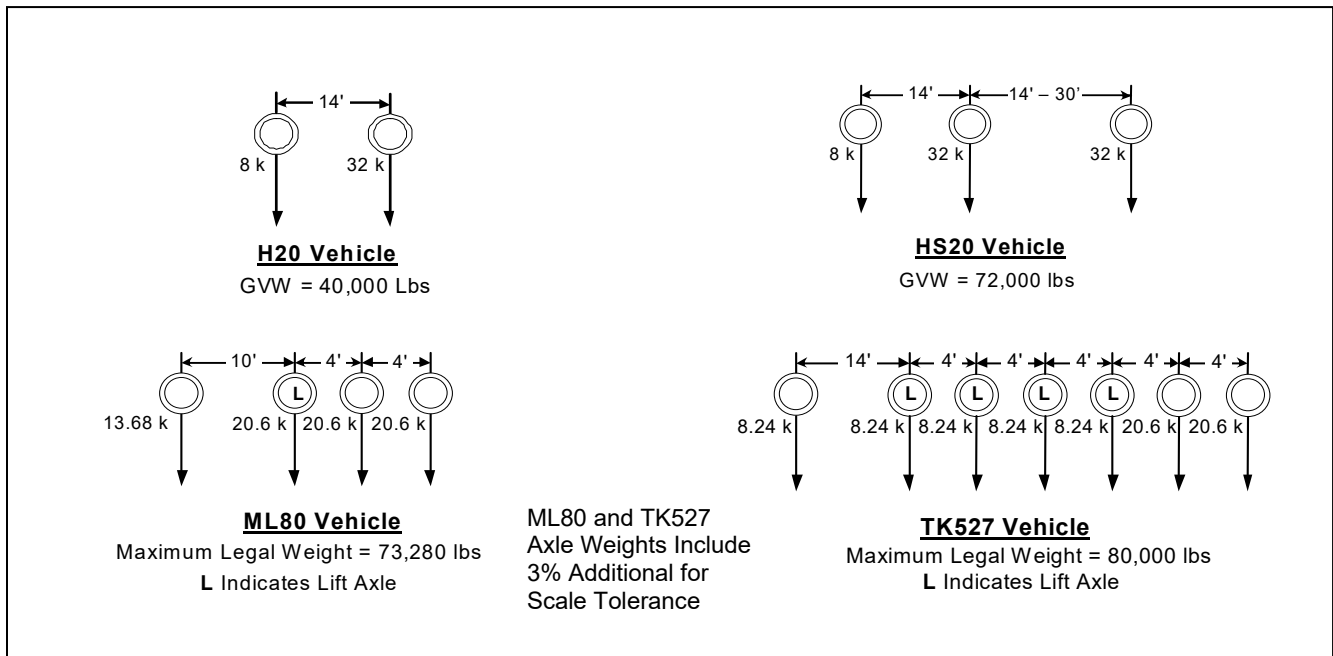 14'
8 k 32 k
H20 Vehicle
GVW = 40,000 Lbs
14' 14' – 30’
8 k 32 k 32 k
HS20 Vehicle
GVW = 72,000 lbs
10' 4' 4'
L
13.68 k 20.6 k 20.6 k 20.6 k
ML80 Vehicle
Maximum Legal Weight = 73,280 lbs
L Indicates Lift Axle
ML80 and TK527
Axle Weights Include
3% Additional for
Scale Tolerance
14' 4' 4' 4' 4' 4'
L L L L
8.24 k 8.24 k 8.24 k 8.24 k 8.24 k 20.6 k 20.6 k
TK527 Vehicle
Maximum Legal Weight = 80,000 lbs
L Indicates Lift Axle